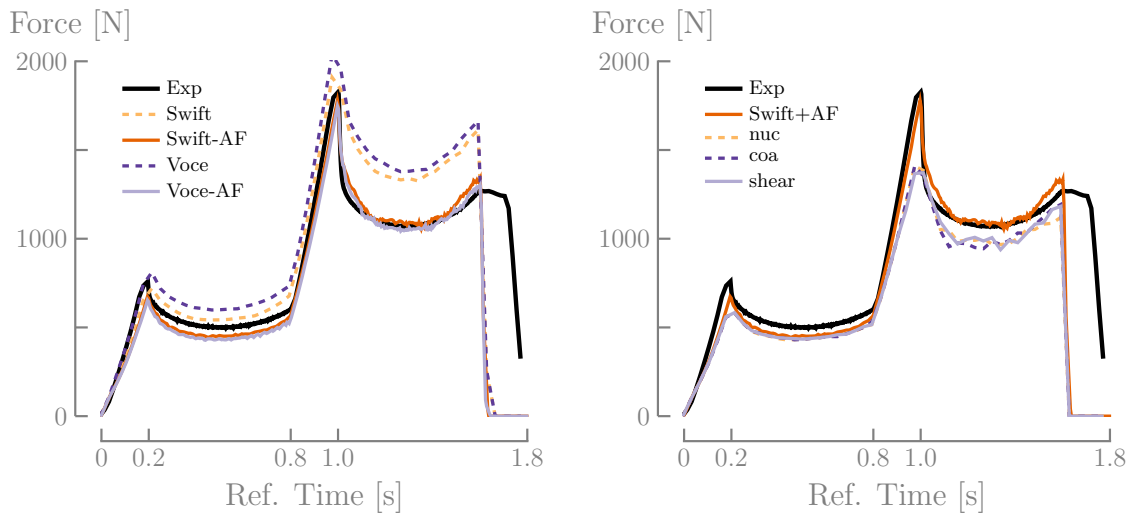 Force [N]
2000
1000
0
Exp
Swift
Swift-AF
Voce
Voce-AF
0 0.2 0.8 1.0 1.8
Ref. Time [s]
Force [N]
2000
1000
0
Exp
Swift+AF
nuc
coa
shear
0 0.2 0.8 1.0 1.8
Ref. Time [s]